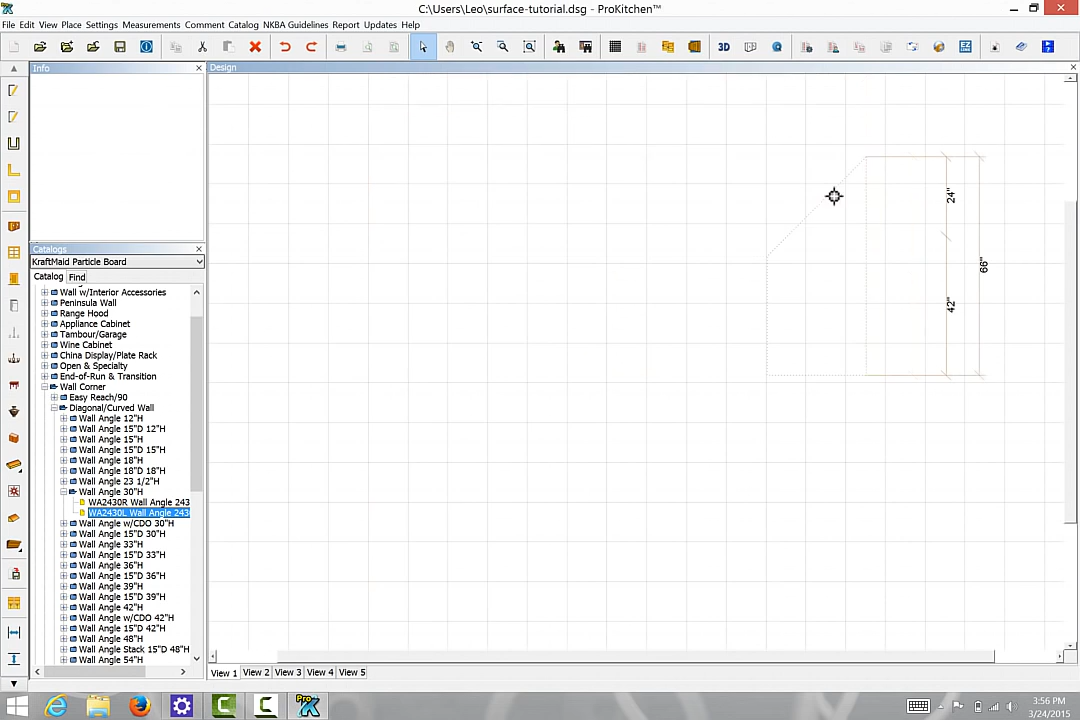 C:\Users\Leo\surface-tutorial.dsg - ProKitchen™
File Edit View Place Settings Measurements Comment Catalog NKBA Guidelines Report Updates Help
3D
Info
Design
24"
66"
42"
Catalogs
KraftMaid Particle Board
Catalog Find
Wall w/Interior Accessories
Peninsula Wall
Range Hood
Appliance Cabinet
Tambour/Garage
Wine Cabinet
China Display/Plate Rack
Open & Specialty
End-of-Run & Transition
Wall Corner
Easy Reach/90
Diagonal/Curved Wall
Wall Angle 12"H
Wall Angle 15"D 12"H
Wall Angle 15"H
Wall Angle 15"D 15"H
Wall Angle 18"H
Wall Angle 18"D 18"H
Wall Angle 23 1/2"H
Wall Angle 30"H
WA2430R Wall Angle 243
WA2430L Wall Angle 243
Wall Angle w/CDO 30"H
Wall Angle 15"D 30"H
Wall Angle 33"H
Wall Angle 15"D 33"H
Wall Angle 36"H
Wall Angle 15"D 36"H
Wall Angle 39"H
Wall Angle 15"D 39"H
Wall Angle 42"H
Wall Angle w/CDO 42"H
Wall Angle 15"D 42"H
Wall Angle 48"H
Wall Angle Stack 15"D 48"H
Wall Angle 54"H
View 1 View 2 View 3 View 4 View 5
3:56 PM
3/24/2015